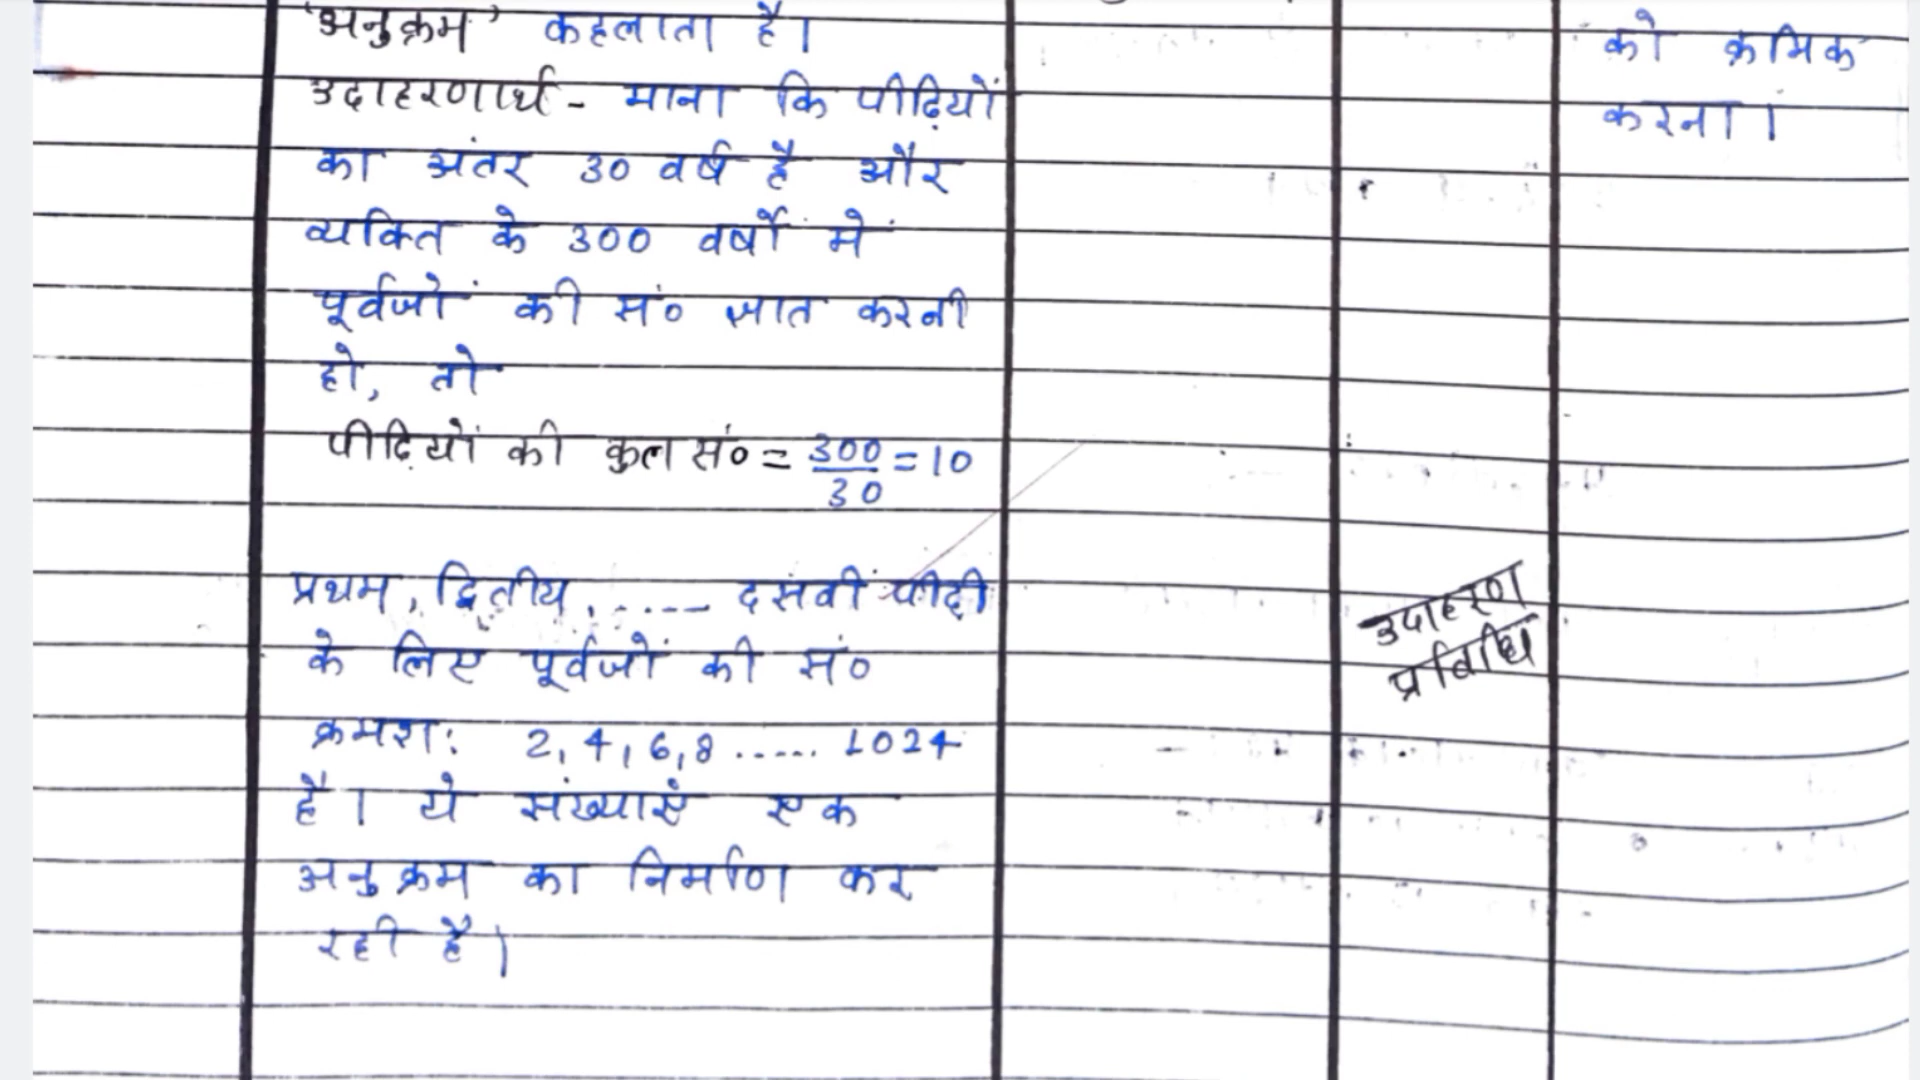 'अनुक्रम' कहलाता है।
उदाहरणार्थ - माना कि पीढ़ियों
का अंतर 30 वर्ष है और
व्यक्ति के 300 वर्षों में
पूर्वजों की सं० ज्ञात करनी
हो, तो
पीढ़ियों की कुल सं० = 300/30 = 10
प्रथम, द्वितीय, ..... दसवीं पीढ़ी
के लिए पूर्वजों की सं०
क्रमशः 2, 4, 6, 8 ..... 1024
है। ये संख्याएं एक
अनुक्रम का निर्माण कर
रही है।
उदाहरण
प्रविधि
को क्रमिक
करना।